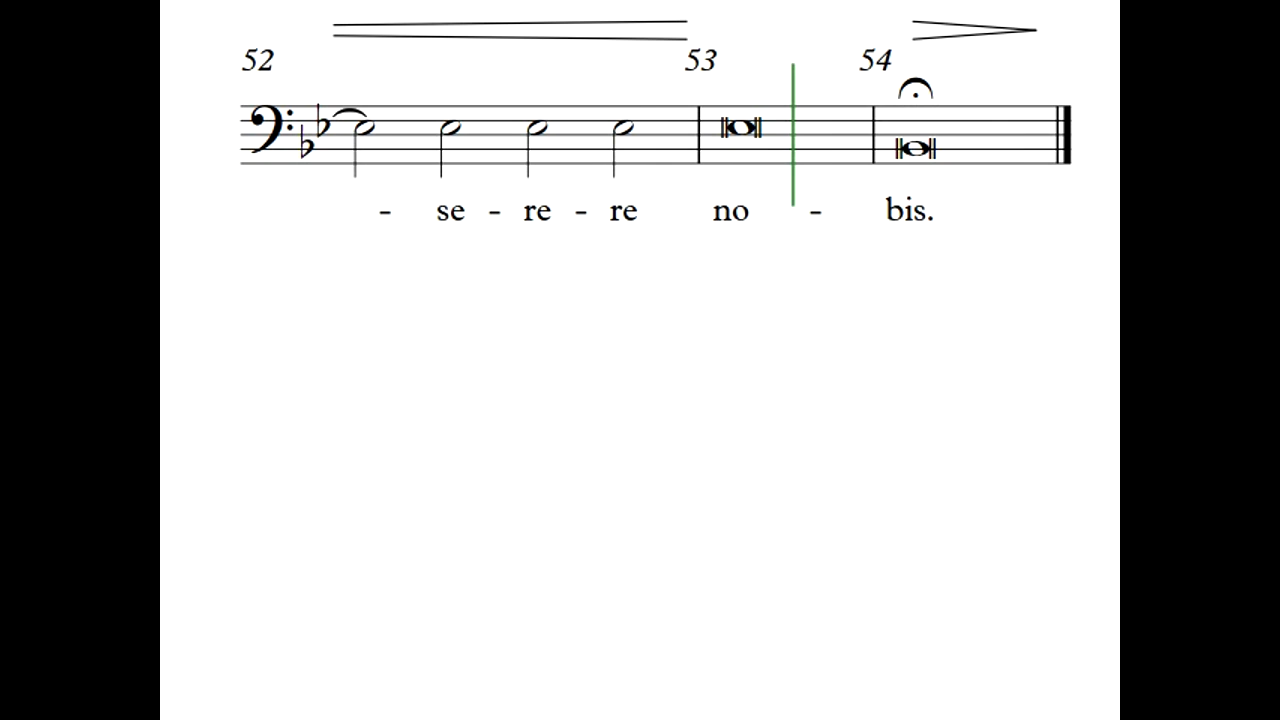 52 53 54
- se - re - re no - bis.